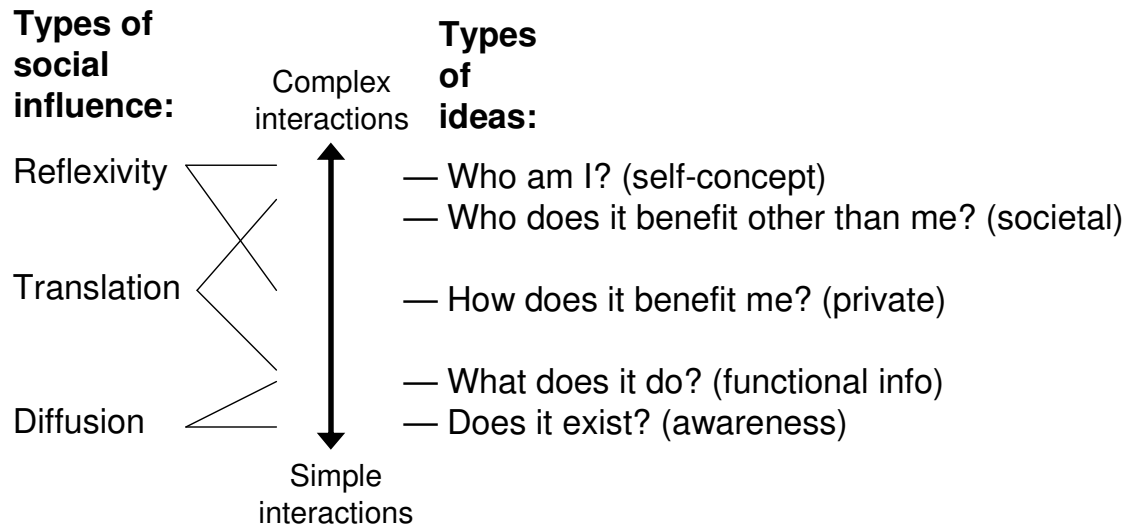 Types of
social
influence:
Complex
interactions
Types
of
ideas:
Reflexivity
— Who am I? (self-concept)
— Who does it benefit other than me? (societal)
Translation
— How does it benefit me? (private)
— What does it do? (functional info)
Diffusion
— Does it exist? (awareness)
Simple
interactions